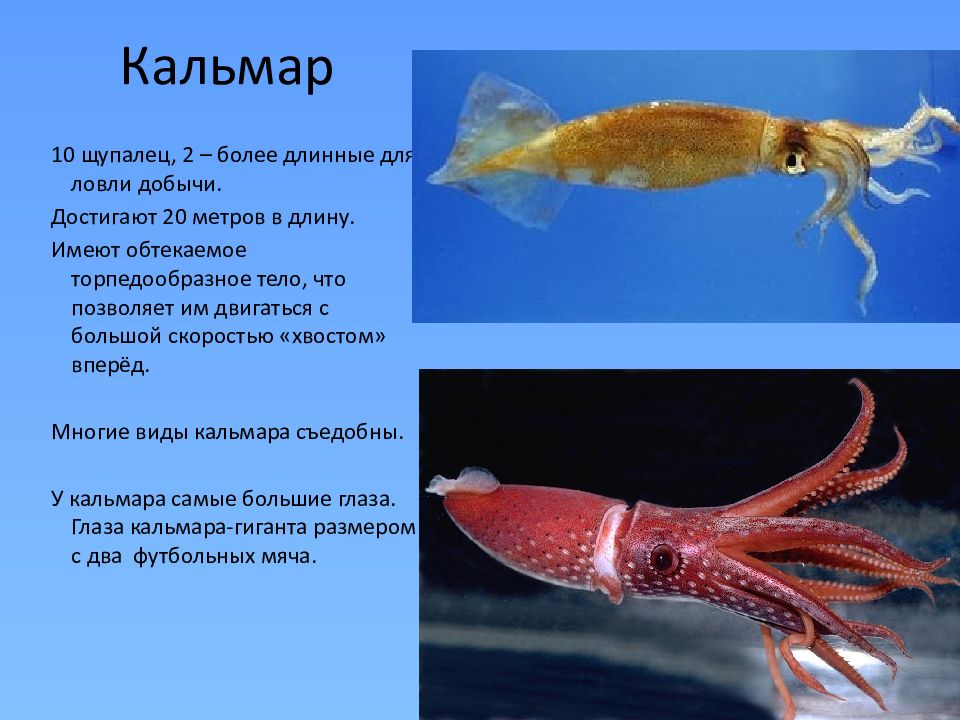 Кальмар
10 щупалец, 2 – более длинные для
ловли добычи.
Достигают 20 метров в длину.
Имеют обтекаемое
торпедообразное тело, что
позволяет им двигаться с
большой скоростью «хвостом»
вперёд.
Многие виды кальмара съедобны.
У кальмара самые большие глаза.
Глаза кальмара-гиганта размером
с два  футбольных мяча.